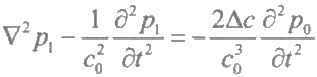 ∇²p₁ − 1/c₀² ∂²p₁/∂t² = − 2Δc/c₀³ ∂²p₀/∂t²